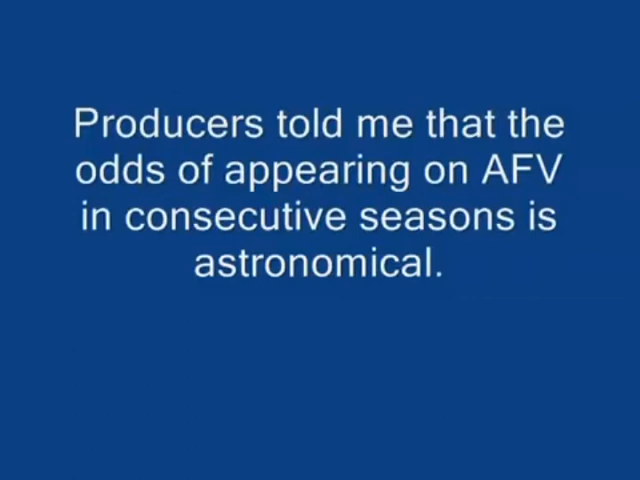 Producers told me that the
odds of appearing on AFV
in consecutive seasons is
astronomical.